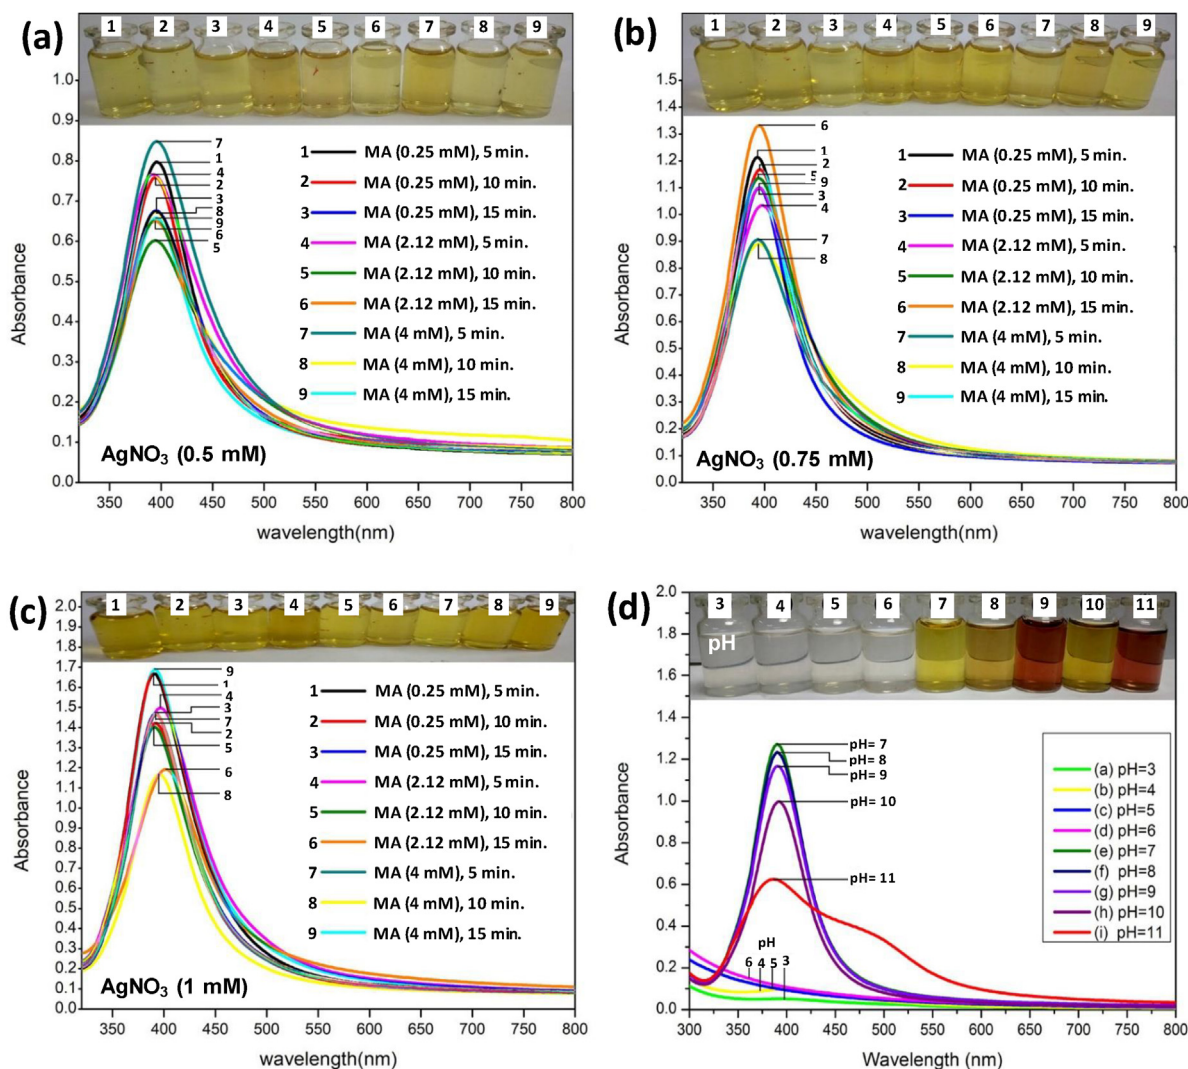 (a)
1 2 3 4 5 6 7 8 9
1.0
0.9
0.8
0.7
0.6
0.5
0.4
0.3
0.2
0.1
0.0
Absorbance
7
1
4
2
3
8
9
6
5
1 MA (0.25 mM), 5 min.
2 MA (0.25 mM), 10 min.
3 MA (0.25 mM), 15 min.
4 MA (2.12 mM), 5 min.
5 MA (2.12 mM), 10 min.
6 MA (2.12 mM), 15 min.
7 MA (4 mM), 5 min.
8 MA (4 mM), 10 min.
9 MA (4 mM), 15 min.
AgNO3 (0.5 mM)
350 400 450 500 550 600 650 700 750 800
wavelength(nm)
(b)
1 2 3 4 5 6 7 8 9
1.5
1.4
1.3
1.2
1.1
1.0
0.9
0.8
0.7
0.6
0.5
0.4
0.3
0.2
0.1
0.0
Absorbance
6
1
2
5
9
3
4
7
8
1 MA (0.25 mM), 5 min.
2 MA (0.25 mM), 10 min.
3 MA (0.25 mM), 15 min.
4 MA (2.12 mM), 5 min.
5 MA (2.12 mM), 10 min.
6 MA (2.12 mM), 15 min.
7 MA (4 mM), 5 min.
8 MA (4 mM), 10 min.
9 MA (4 mM), 15 min.
AgNO3 (0.75 mM)
350 400 450 500 550 600 650 700 750 800
wavelength(nm)
(c)
1 2 3 4 5 6 7 8 9
2.0
1.9
1.8
1.7
1.6
1.5
1.4
1.3
1.2
1.1
1.0
0.9
0.8
0.7
0.6
0.5
0.4
0.3
0.2
0.1
0.0
Absorbance
9
1
4
3
7
2
5
6
8
1 MA (0.25 mM), 5 min.
2 MA (0.25 mM), 10 min.
3 MA (0.25 mM), 15 min.
4 MA (2.12 mM), 5 min.
5 MA (2.12 mM), 10 min.
6 MA (2.12 mM), 15 min.
7 MA (4 mM), 5 min.
8 MA (4 mM), 10 min.
9 MA (4 mM), 15 min.
AgNO3 (1 mM)
350 400 450 500 550 600 650 700 750 800
wavelength(nm)
(d)
3 4 5 6 7 8 9 10 11
pH
2.0
1.8
1.6
1.4
1.2
1.0
0.8
0.6
0.4
0.2
0.0
Absorbance
pH= 7
pH= 8
pH= 9
pH= 10
pH= 11
pH
6 4 5 3
(a) pH=3
(b) pH=4
(c) pH=5
(d) pH=6
(e) pH=7
(f) pH=8
(g) pH=9
(h) pH=10
(i) pH=11
300 350 400 450 500 550 600 650 700 750 800
Wavelength (nm)